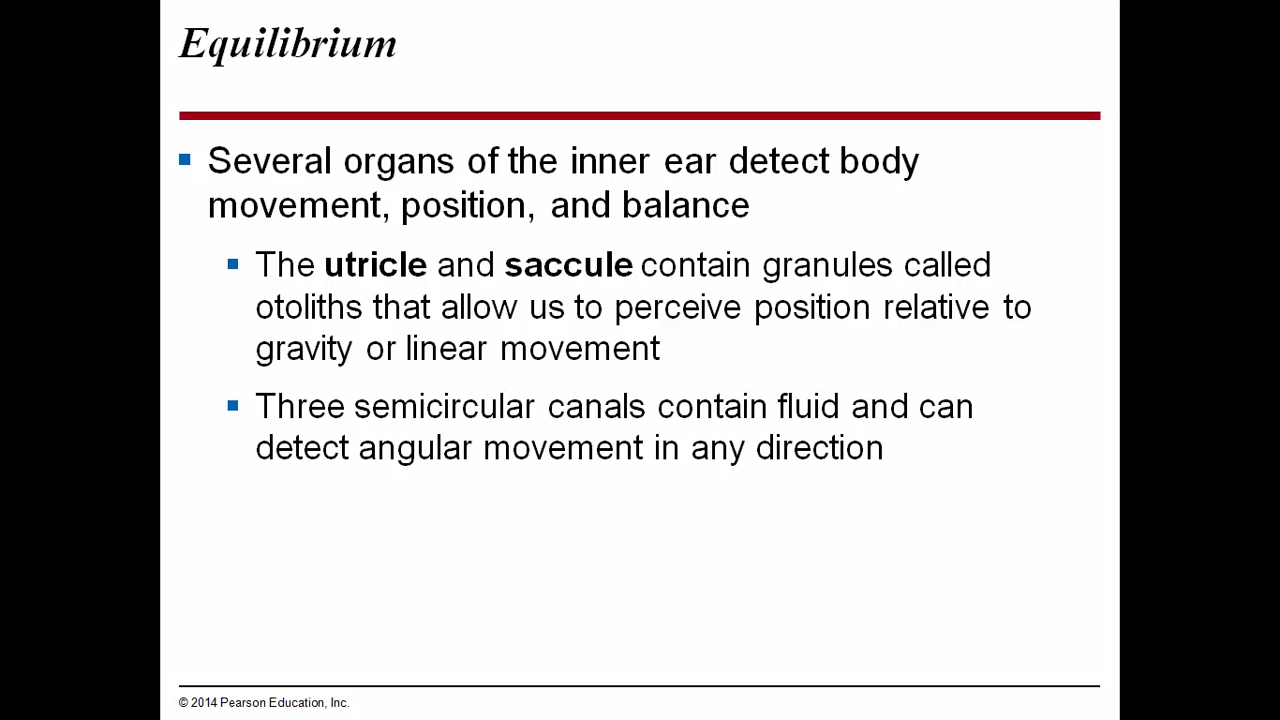 Equilibrium
▪ Several organs of the inner ear detect body
movement, position, and balance
▪ The utricle and saccule contain granules called
otoliths that allow us to perceive position relative to
gravity or linear movement
▪ Three semicircular canals contain fluid and can
detect angular movement in any direction
© 2014 Pearson Education, Inc.